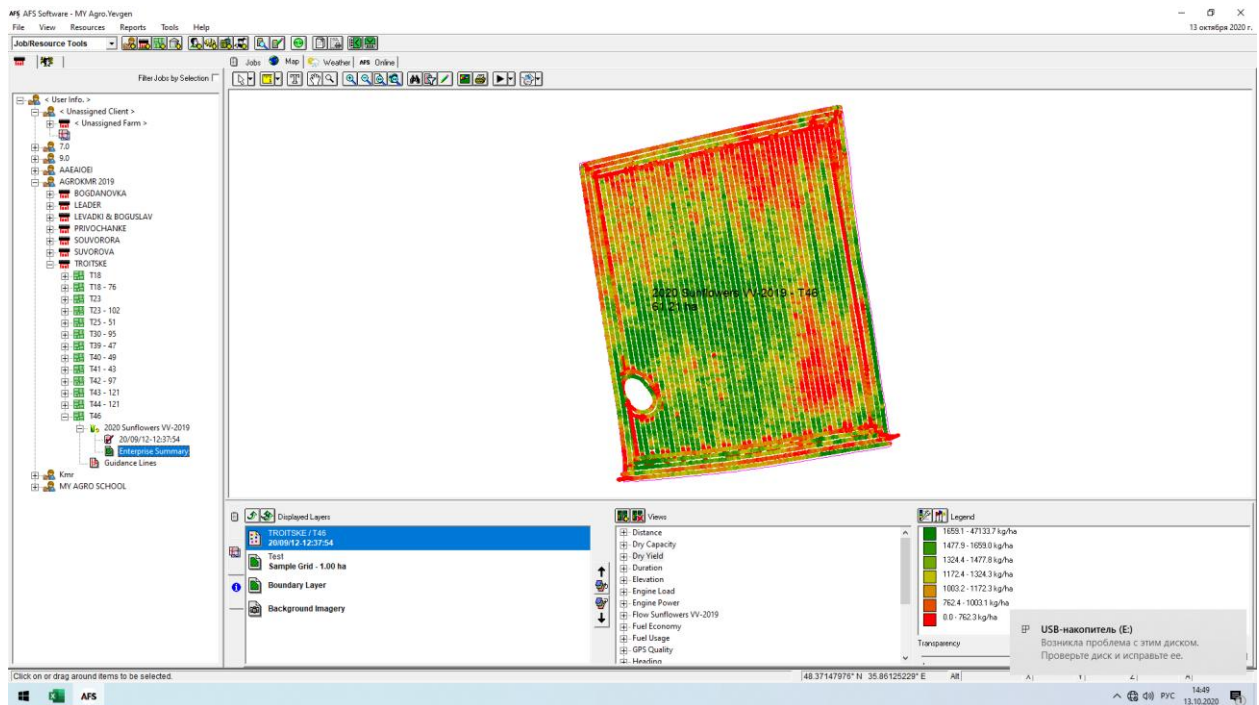 AFS AFS Software - MY Agro.Yevgen
File View Resources Reports Tools Help
13 октября 2020 г.
Job/Resource Tools
Jobs Map Weather AFS Online
Filter Jobs by Selection
< User Info. >
< Unassigned Client >
< Unassigned Farm >
7.0
9.0
AAEAIOEI
AGROKMR 2019
BOGDANOVKA
LEADER
LEVADKI & BOGUSLAV
PRIVOCHANKE
SOUVORORA
SUVOROVA
TROITSKE
T18
T18 - 76
T23
T23 - 102
T25 - 51
T30 - 95
T39 - 47
T40 - 49
T41 - 43
T42 - 97
T43 - 121
T44 - 121
T46
2020 Sunflowers VV-2019
20/09/12-12:37:54
Enterprise Summary
Guidance Lines
Kmr
MY AGRO SCHOOL
2020 Sunflowers VV-2019 - T46
Displayed Layers
TROITSKE / T46
20/09/12-12:37:54
Test
Sample Grid - 1.00 ha
Boundary Layer
Background Imagery
Views
Distance
Dry Capacity
Dry Yield
Duration
Elevation
Engine Load
Engine Power
Flow Sunflowers VV-2019
Fuel Economy
Fuel Usage
GPS Quality
Heading
Legend
1659.1 - 47133.7 kg/ha
1477.9 - 1659.0 kg/ha
1324.4 - 1477.8 kg/ha
1172.4 - 1324.3 kg/ha
1003.2 - 1172.3 kg/ha
762.4 - 1003.1 kg/ha
0.0 - 762.3 kg/ha
Transparency
USB-накопитель (E:)
Возникла проблема с этим диском.
Проверьте диск и исправьте ее.
Click on or drag around items to be selected.
48.37147976° N 35.86125229° E Alt
AFS
РУС
14:49
13.10.2020